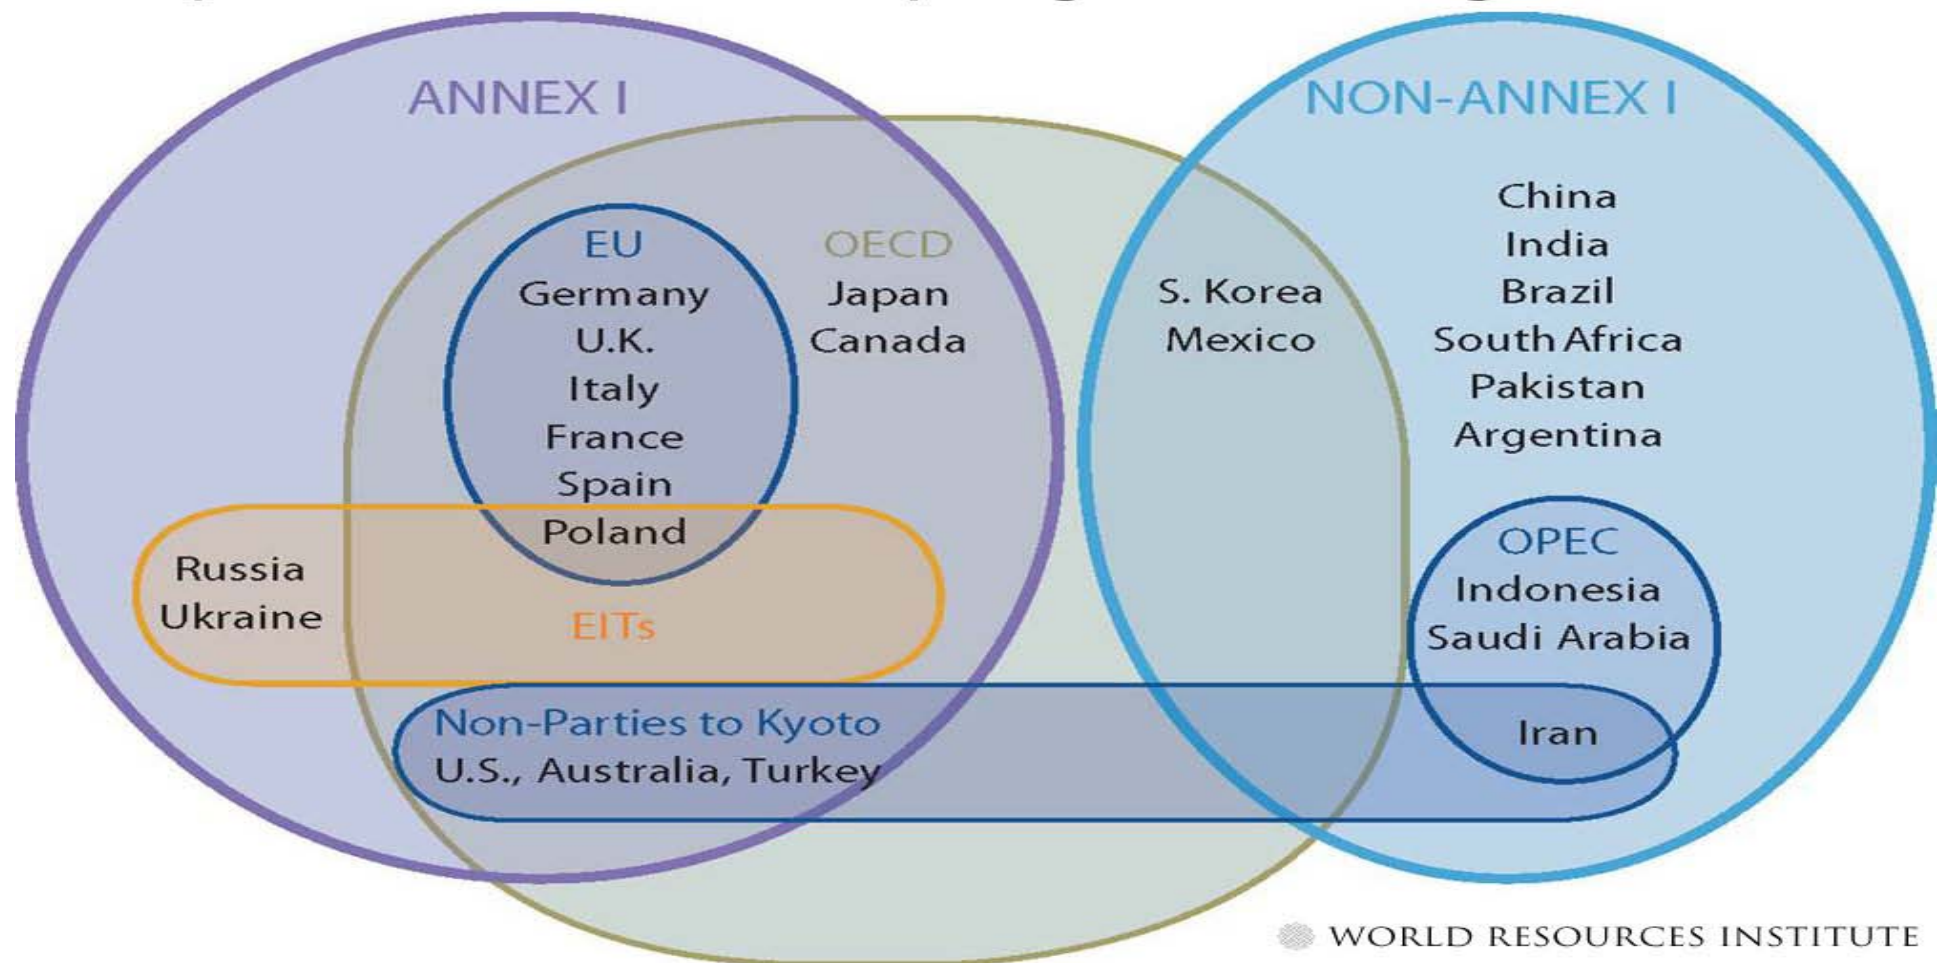 ANNEX I
NON-ANNEX I
EU
Germany
U.K.
Italy
France
Spain
Poland
OECD
Japan
Canada
S. Korea
Mexico
China
India
Brazil
South Africa
Pakistan
Argentina
Russia
Ukraine
EITs
OPEC
Indonesia
Saudi Arabia
Iran
Non-Parties to Kyoto
U.S., Australia, Turkey
WORLD RESOURCES INSTITUTE